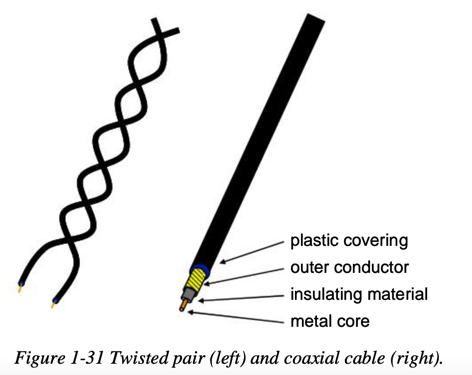 plastic covering
outer conductor
insulating material
metal core
Figure 1-31 Twisted pair (left) and coaxial cable (right).